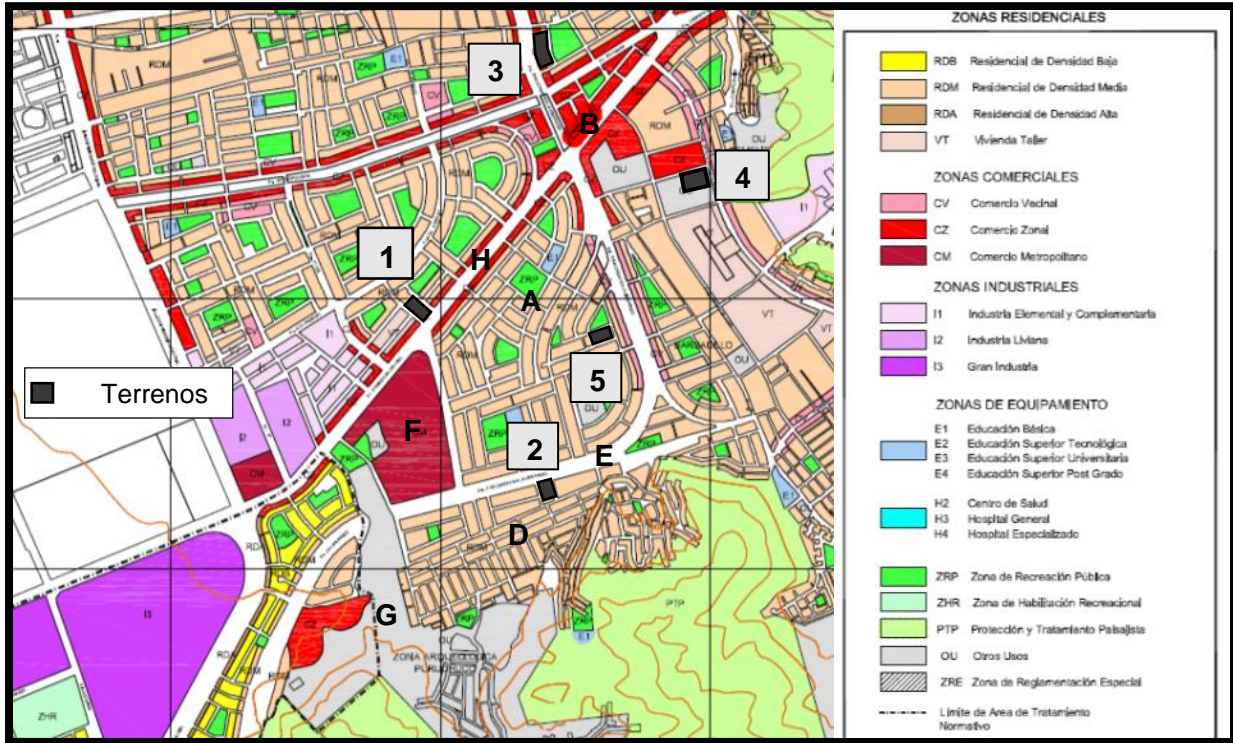 3
B
4
1
H
A
Terrenos
5
F
2
E
D
G
RDM
ZRP
E1
CV
OU
CZ
VT
I1
I2
I3
CM
RDA
ZHR
PTP
ZONA ARQUEOLOGICA
ZONAS RESIDENCIALES
RDB Residencial de Densidad Baja
RDM Residencial de Densidad Media
RDA Residencial de Densidad Alta
VT Vivienda Taller
ZONAS COMERCIALES
CV Comercio Vecinal
CZ Comercio Zonal
CM Comercio Metropolitano
ZONAS INDUSTRIALES
I1 Industria Elemental y Complementaria
I2 Industria Liviana
I3 Gran Industria
ZONAS DE EQUIPAMIENTO
E1 Educación Básica
E2 Educación Superior Tecnológica
E3 Educación Superior Universitaria
E4 Educación Superior Post Grado
H2 Centro de Salud
H3 Hospital General
H4 Hospital Especializado
ZRP Zona de Recreación Pública
ZHR Zona de Habilitación Recreacional
PTP Protección y Tratamiento Paisajista
OU Otros Usos
ZRE Zona de Reglamentación Especial
Límite de Area de Tratamiento
Normativo